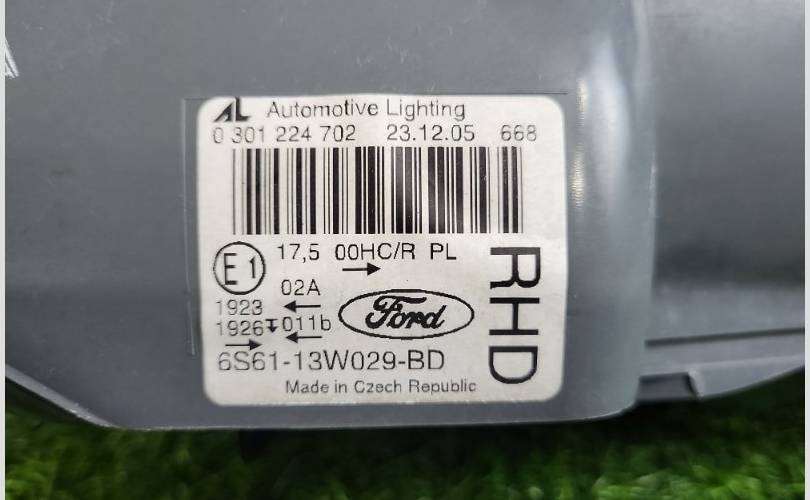 AL Automotive Lighting
0 301 224 702 23.12.05 668
E1 17,5 00HC/R PL
→
02A
1923 ←
1926 011b
→ ←
Ford
RHD
6S61-13W029-BD
Made in Czech Republic